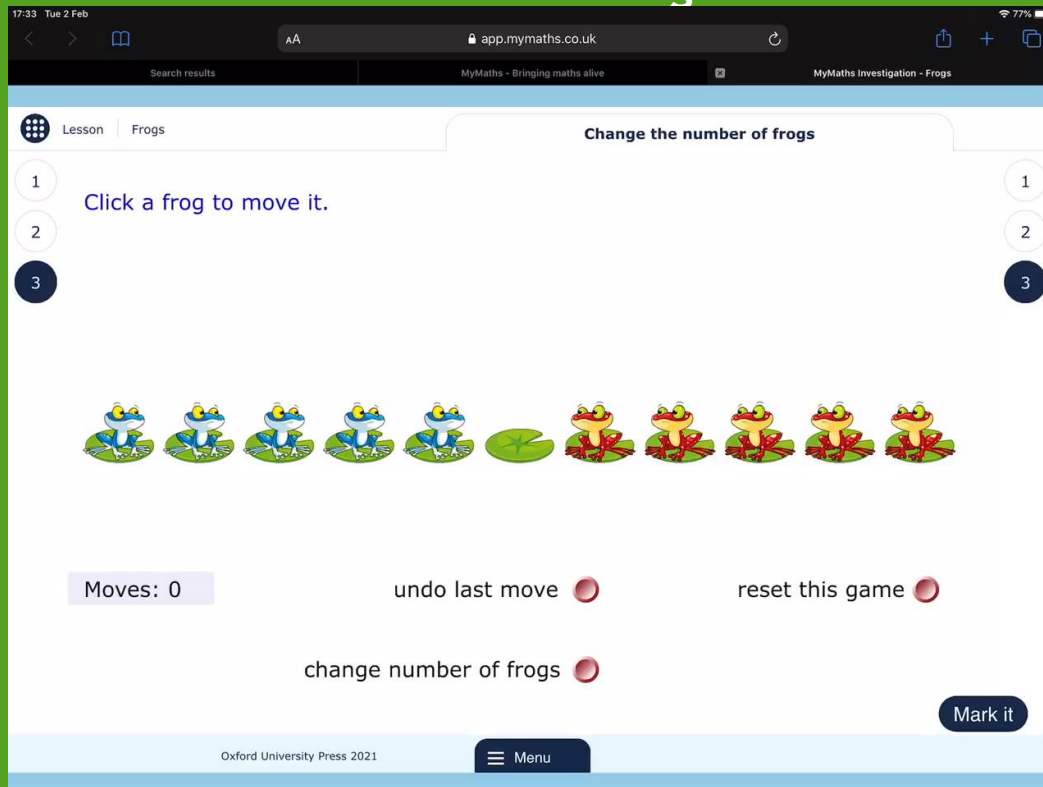 17:33 Tue 2 Feb
77%
AA
app.mymaths.co.uk
Search results
MyMaths - Bringing maths alive
MyMaths Investigation - Frogs
Lesson
Frogs
Change the number of frogs
1
2
3
1
2
3
Click a frog to move it.
Moves: 0
undo last move
reset this game
change number of frogs
Mark it
Oxford University Press 2021
Menu